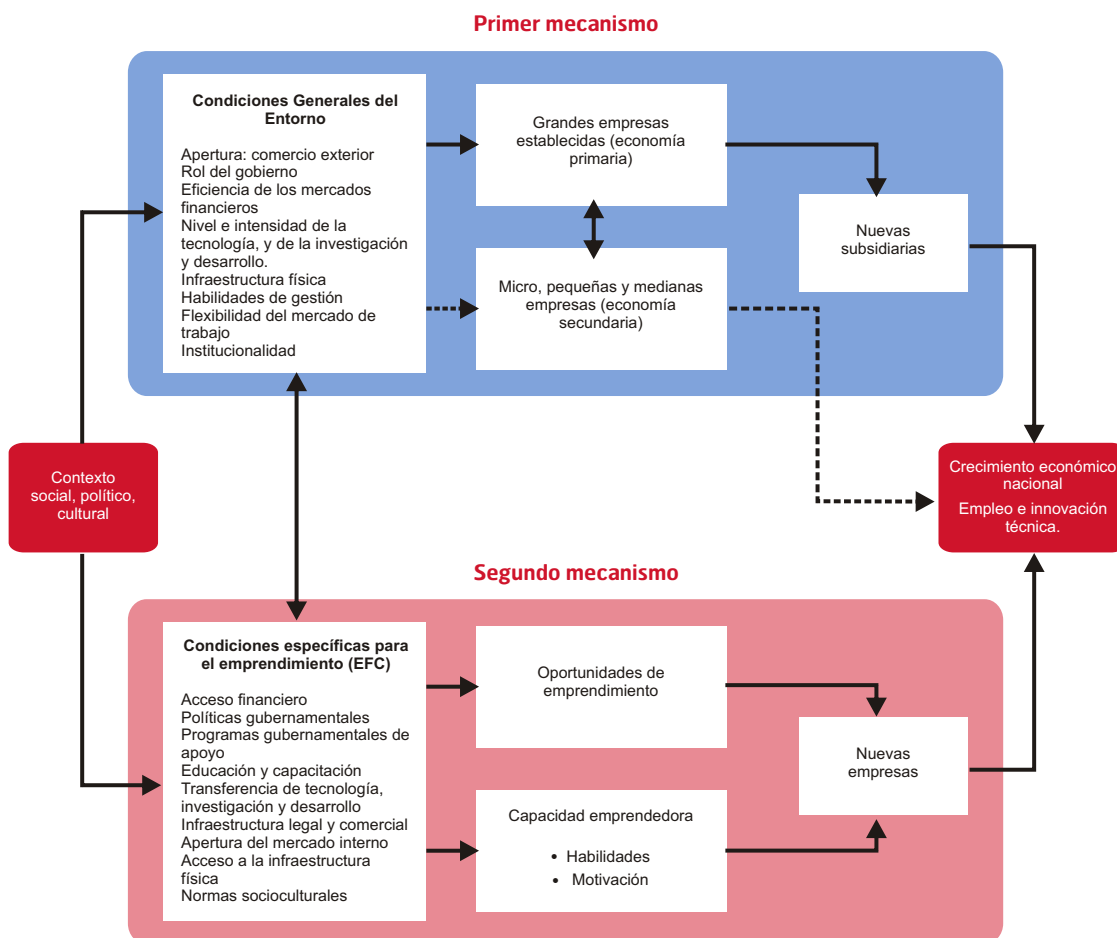 Primer mecanismo
Condiciones Generales del
Entorno
Apertura: comercio exterior
Rol del gobierno
Eficiencia de los mercados
financieros
Nivel e intensidad de la
tecnología, y de la investigación
y desarrollo.
Infraestructura física
Habilidades de gestión
Flexibilidad del mercado de
trabajo
Institucionalidad
Grandes empresas
establecidas (economía
primaria)
Micro, pequeñas y medianas
empresas (economía
secundaria)
Nuevas
subsidiarias
Contexto
social, político,
cultural
Crecimiento económico
nacional
Empleo e innovación
técnica.
Segundo mecanismo
Condiciones específicas para
el emprendimiento (EFC)
Acceso financiero
Políticas gubernamentales
Programas gubernamentales de
apoyo
Educación y capacitación
Transferencia de tecnología,
investigación y desarrollo
Infraestructura legal y comercial
Apertura del mercado interno
Acceso a la infraestructura
física
Normas socioculturales
Oportunidades de
emprendimiento
Capacidad emprendedora
• Habilidades
• Motivación
Nuevas
empresas